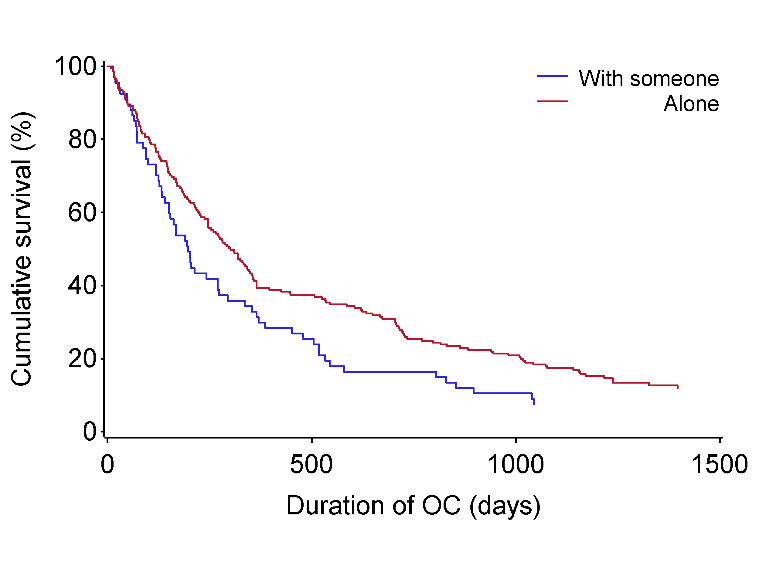 100
80
60
40
20
0
0 500 1000 1500
Cumulative survival (%)
Duration of OC (days)
With someone
Alone